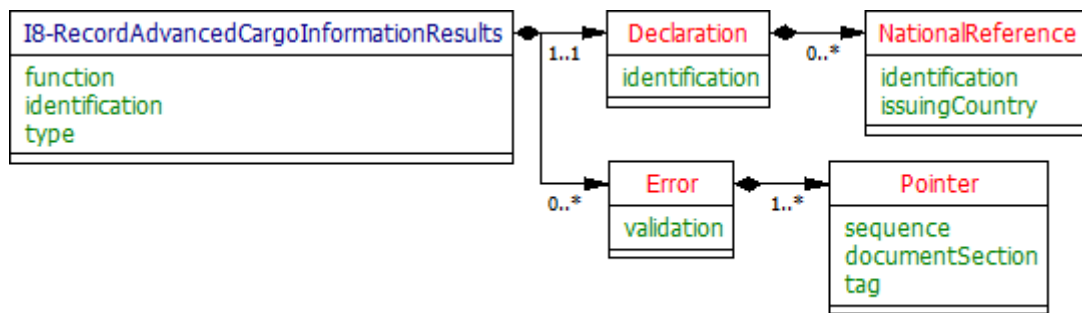 I8-RecordAdvancedCargoInformationResults
function
identification
type
1..1
Declaration
identification
0..*
NationalReference
identification
issuingCountry
0..*
Error
validation
1..*
Pointer
sequence
documentSection
tag